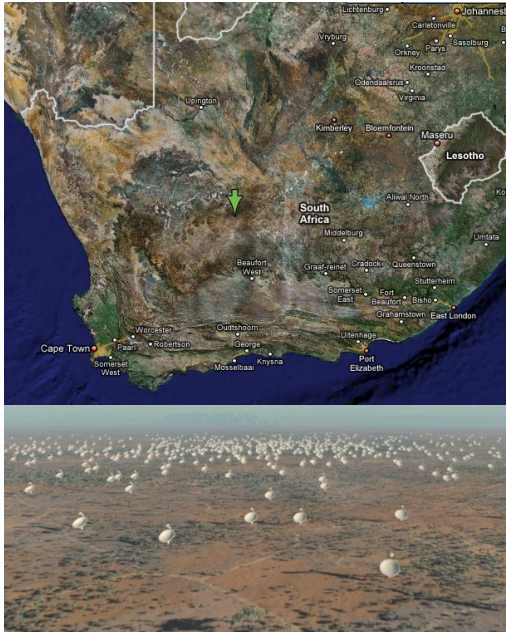 Lichtenburg
Johannesb
Carletonville
Vryburg
Orkney
Parys
Sasolburg
Kroonstad
Odendaalsrus
Virginia
Upington
Kimberley
Bloemfontein
Maseru
Lesotho
Ko
South
Africa
Aliwal North
Middelburg
Umtata
Beaufort
West
Graaf-reinet
Cradock
Queenstown
Stutterheim
Somerset
East
Fort
Beaufort
Bisho
Grahamstown
East London
Worcester
Oudtshoorn
Uitenhage
Cape Town
Paarl
Robertson
George
Somerset
West
Mosselbaai
Knysna
Port
Elizabeth